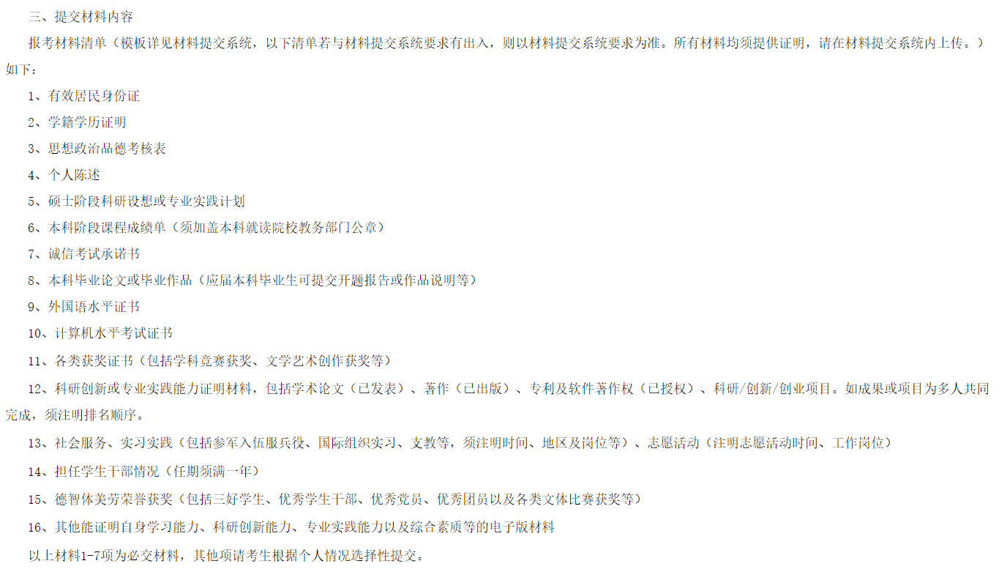 三、提交材料内容
报考材料清单（模板详见材料提交系统，以下清单若与材料提交系统要求有出入，则以材料提交系统要求为准。所有材料均须提供证明，请在材料提交系统内上传。）
如下：
1、有效居民身份证
2、学籍学历证明
3、思想政治品德考核表
4、个人陈述
5、硕士阶段科研设想或专业实践计划
6、本科阶段课程成绩单（须加盖本科就读院校教务部门公章）
7、诚信考试承诺书
8、本科毕业论文或毕业作品（应届本科毕业生可提交开题报告或作品说明等）
9、外国语水平证书
10、计算机水平考试证书
11、各类获奖证书（包括学科竞赛获奖、文学艺术创作获奖等）
12、科研创新或专业实践能力证明材料，包括学术论文（已发表）、著作（已出版）、专利及软件著作权（已授权）、科研/创新/创业项目。如成果或项目为多人共同
完成，须注明排名顺序。
13、社会服务、实习实践（包括参军入伍服兵役、国际组织实习、支教等，须注明时间、地区及岗位等）、志愿活动（注明志愿活动时间、工作岗位）
14、担任学生干部情况（任期须满一年）
15、德智体美劳荣誉获奖（包括三好学生、优秀学生干部、优秀党员、优秀团员以及各类文体比赛获奖等）
16、其他能证明自身学习能力、科研创新能力、专业实践能力以及综合素质等的电子版材料
以上材料1-7项为必交材料，其他项请考生根据个人情况选择性提交。